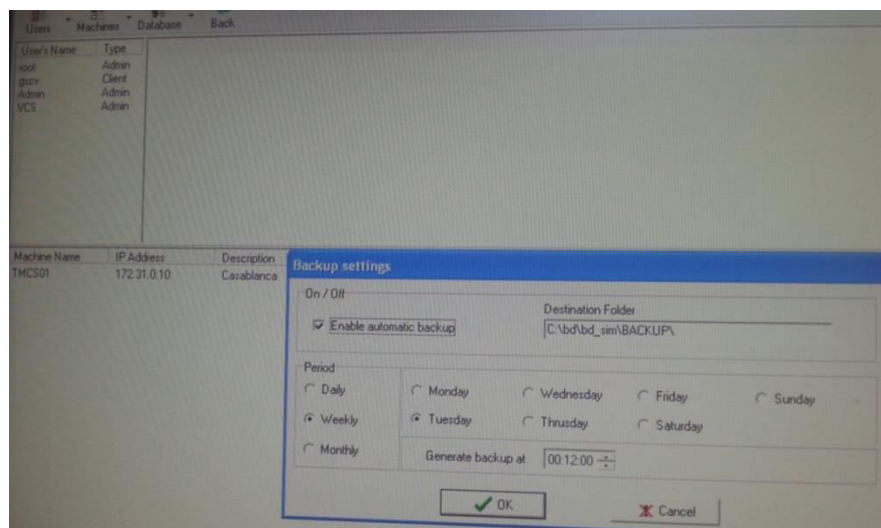 Users Machines Database Back
User's Name Type
root Admin
gscv Client
Admin Admin
VCS Admin
Machine Name IP Address Description
TMCS01 172.31.0.10 Casablanca
Backup settings
On / Off
Enable automatic backup
Destination Folder
C:\bd\bd_sim\BACKUP\
Period
Daily Monday Wednesday Friday Sunday
Weekly Tuesday Thrusday Saturday
Monthly Generate backup at 00:12:00
OK Cancel